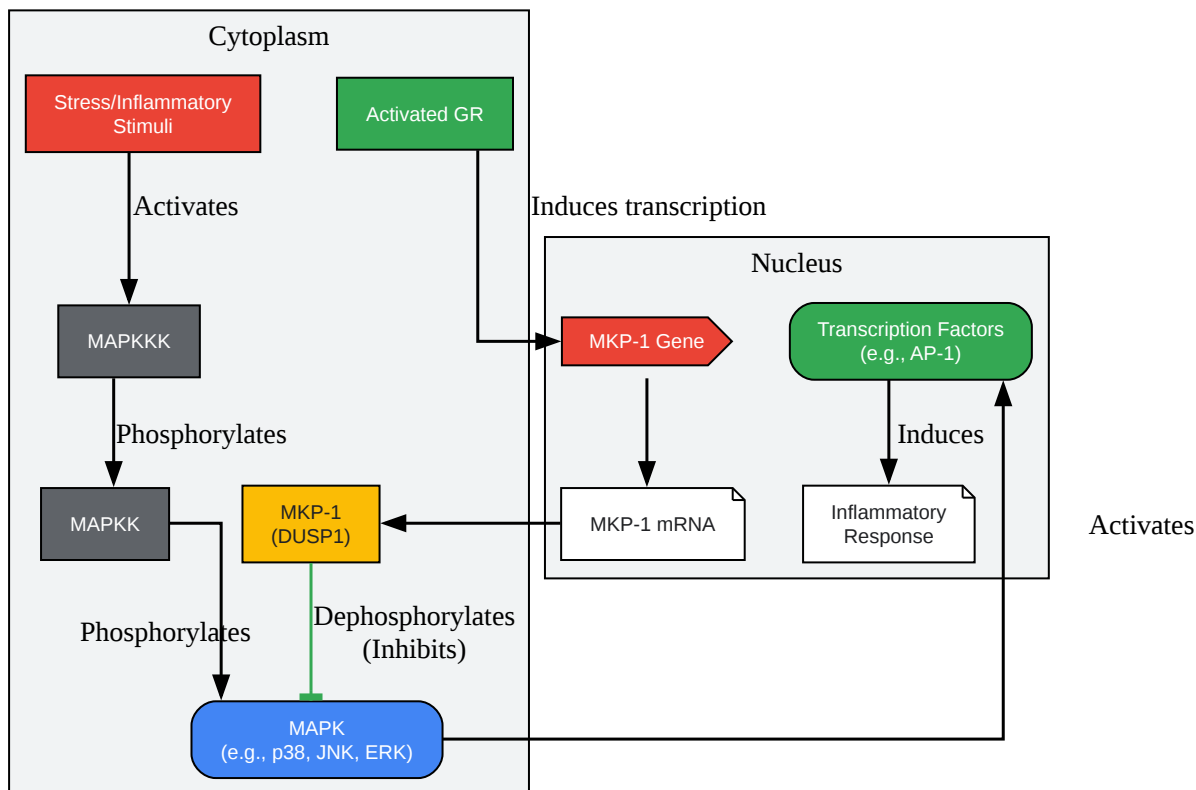 Cytoplasm
Stress/Inflammatory
Stimuli
Activated GR
Activates
Induces transcription
Nucleus
MAPKKK
MKP-1 Gene
Transcription Factors
(e.g., AP-1)
Phosphorylates
Induces
MAPKK
MKP-1
(DUSP1)
MKP-1 mRNA
Inflammatory
Response
Activates
Phosphorylates
Dephosphorylates
(Inhibits)
MAPK
(e.g., p38, JNK, ERK)